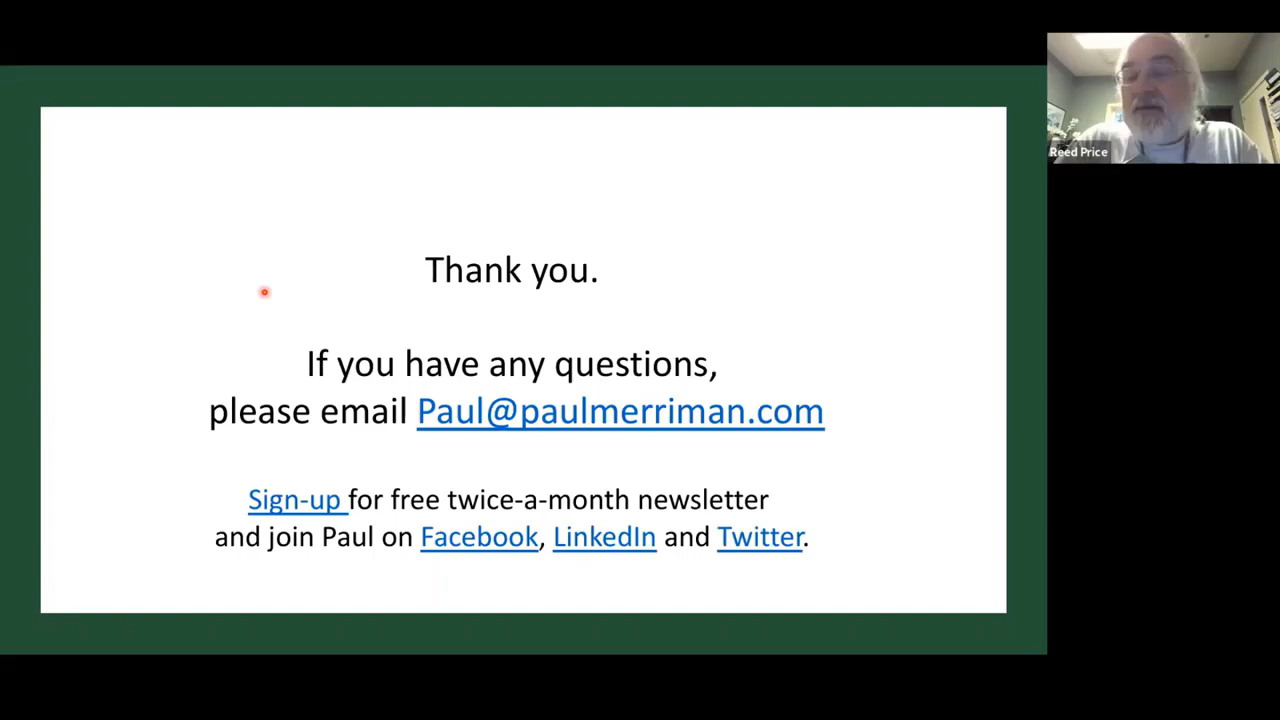 Thank you.
If you have any questions,
please email Paul@paulmerriman.com
Sign-up for free twice-a-month newsletter
and join Paul on Facebook, LinkedIn and Twitter.
Reed Price